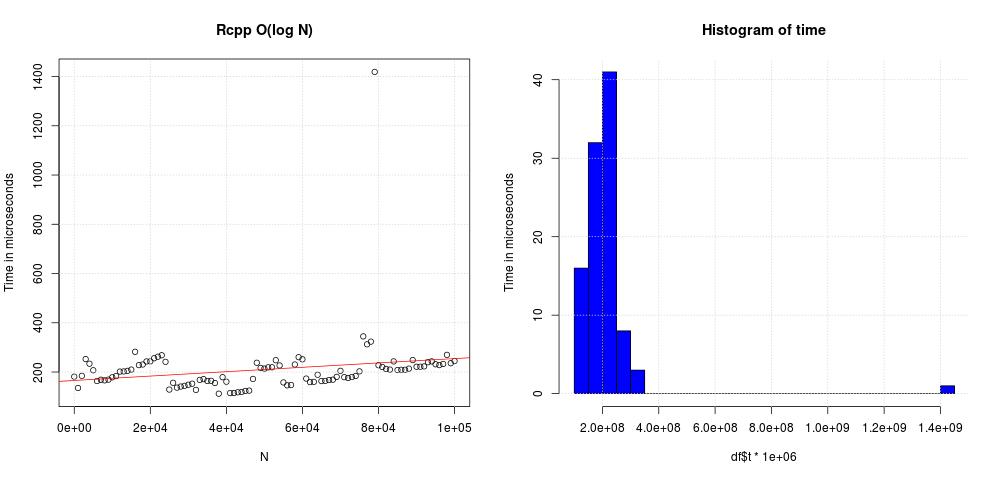 Rcpp O(log N)
Time in microseconds
1400
1200
1000
800
600
400
200
0e+00 2e+04 4e+04 6e+04 8e+04 1e+05
N
Histogram of time
Time in microseconds
40
30
20
10
0
2.0e+08 4.0e+08 6.0e+08 8.0e+08 1.0e+09 1.2e+09 1.4e+09
df$t * 1e+06